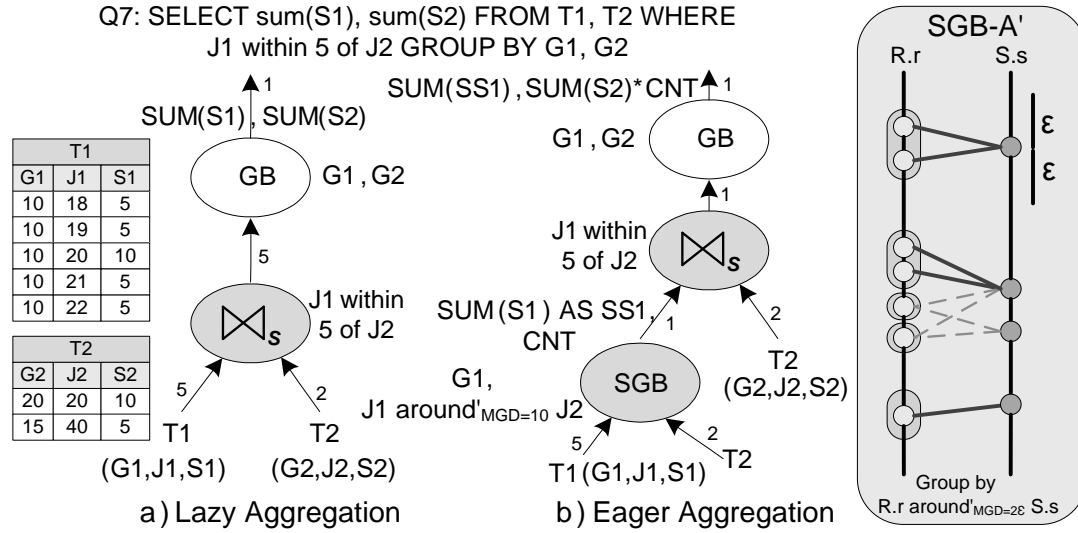 Q7: SELECT sum(S1), sum(S2) FROM T1, T2 WHERE
J1 within 5 of J2 GROUP BY G1, G2
1
SUM(S1) , SUM(S2)
GB
G1 , G2
5
⋈s
J1 within
5 of J2
5
2
T1
(G1,J1,S1)
T2
(G2,J2,S2)
a) Lazy Aggregation
T1
G1 J1 S1
10 18 5
10 19 5
10 20 10
10 21 5
10 22 5
T2
G2 J2 S2
20 20 10
15 40 5
1
SUM(SS1) , SUM(S2)* CNT
G1 , G2
GB
1
J1 within
5 of J2
⋈s
SUM(S1) AS SS1,
CNT
1
2
T2
(G2,J2,S2)
G1,
J1 around'MGD=10 J2
SGB
5
2
T1 (G1,J1,S1)
T2
b) Eager Aggregation
SGB-A'
R.r S.s
ε
ε
Group by
R.r around'MGD=2ε S.s